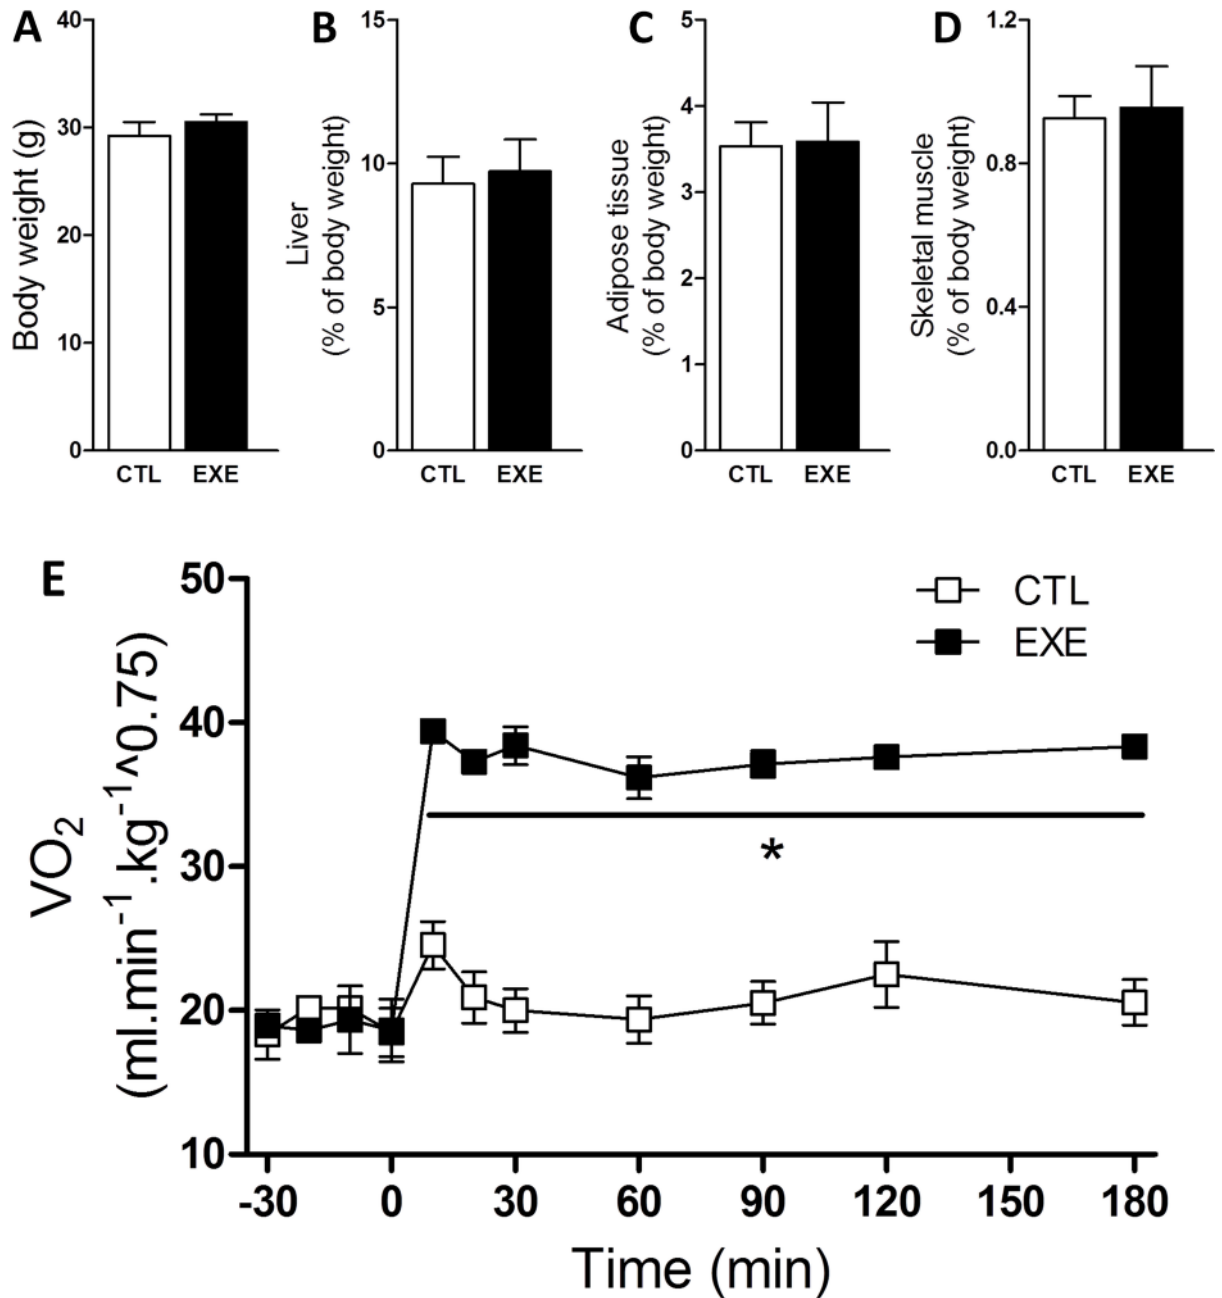 A
40
30
20
10
0
Body weight (g)
CTL EXE
B
15
10
5
0
Liver
(% of body weight)
CTL EXE
C
5
4
3
2
1
0
Adipose tissue
(% of body weight)
CTL EXE
D
1.2
0.8
0.4
0.0
Skeletal muscle
(% of body weight)
CTL EXE
E
50
40
30
20
10
VO₂
(ml.min⁻¹.kg⁻¹^0.75)
CTL
EXE
*
-30 0 30 60 90 120 150 180
Time (min)